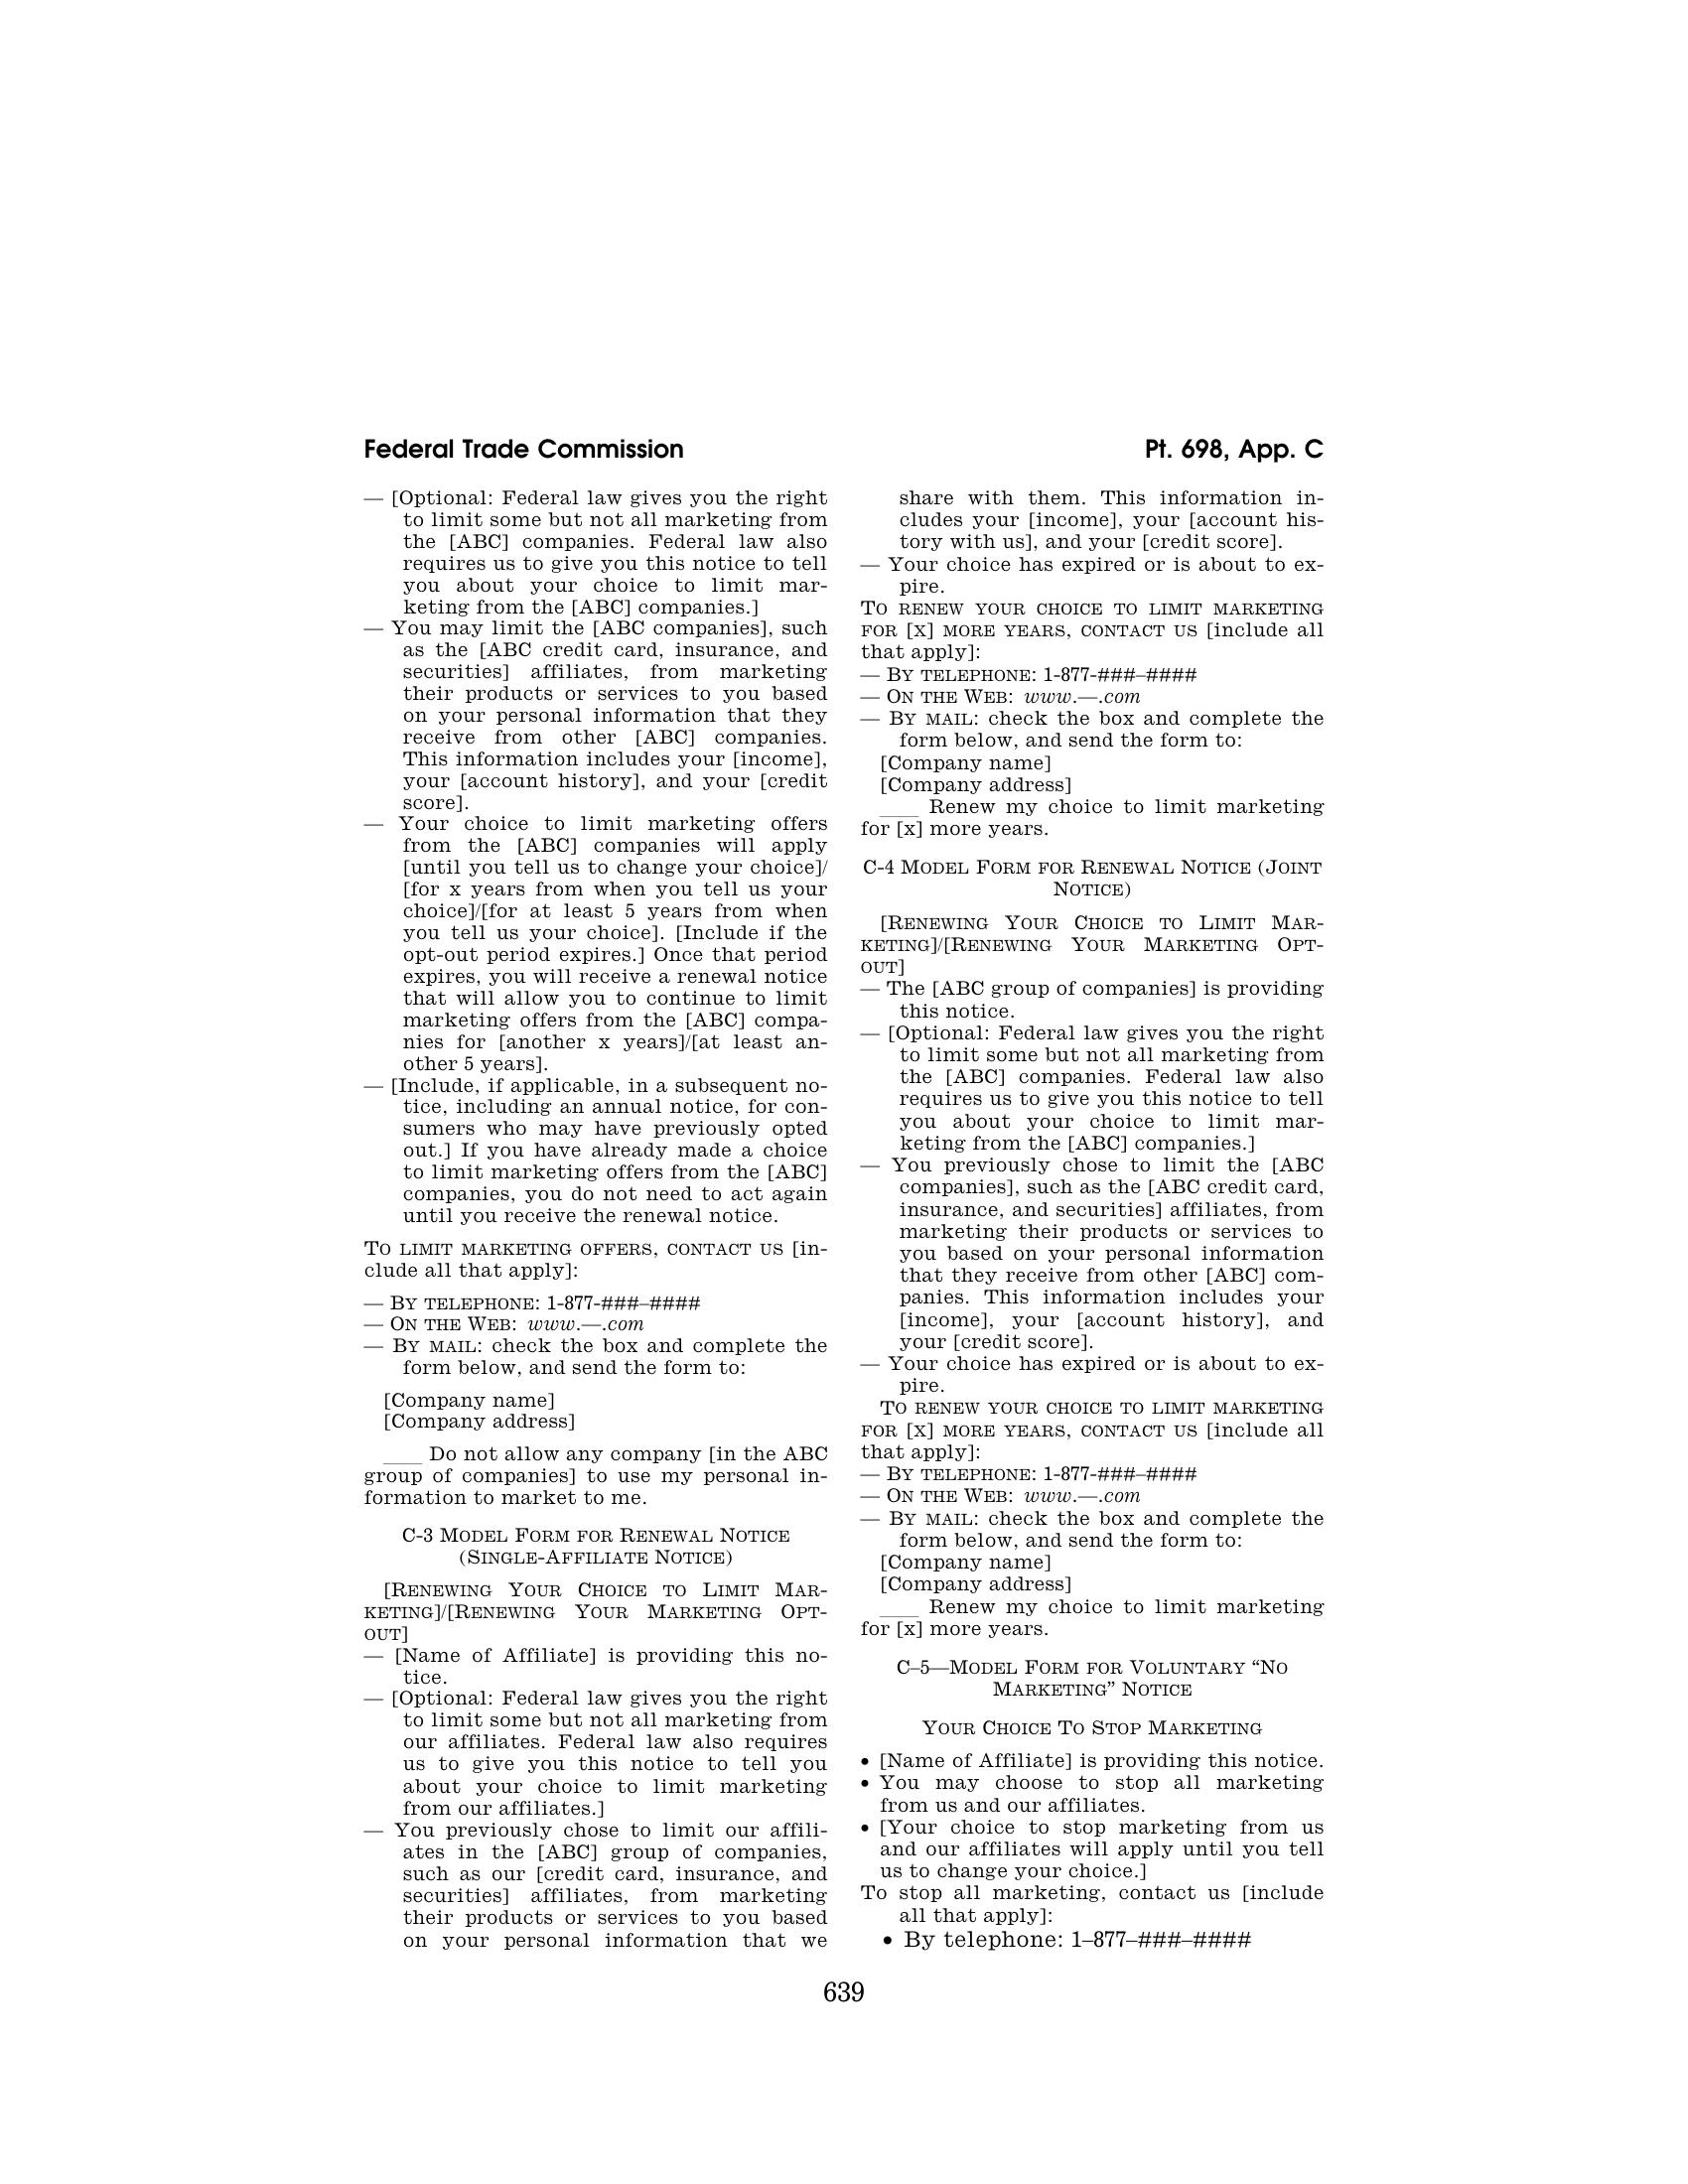 Federal Trade Commission
Pt. 698, App. C
— [Optional: Federal law gives you the right
to limit some but not all marketing from
the [ABC] companies. Federal law also
requires us to give you this notice to tell
you about your choice to limit mar-
keting from the [ABC] companies.]
— You may limit the [ABC companies], such
as the [ABC credit card, insurance, and
securities] affiliates, from marketing
their products or services to you based
on your personal information that they
receive from other [ABC] companies.
This information includes your [income],
your [account history], and your [credit
score].
— Your choice to limit marketing offers
from the [ABC] companies will apply
[until you tell us to change your choice]/
[for x years from when you tell us your
choice]/[for at least 5 years from when
you tell us your choice]. [Include if the
opt-out period expires.] Once that period
expires, you will receive a renewal notice
that will allow you to continue to limit
marketing offers from the [ABC] compa-
nies for [another x years]/[at least an-
other 5 years].
— [Include, if applicable, in a subsequent no-
tice, including an annual notice, for con-
sumers who may have previously opted
out.] If you have already made a choice
to limit marketing offers from the [ABC]
companies, you do not need to act again
until you receive the renewal notice.
TO LIMIT MARKETING OFFERS, CONTACT US [in-
clude all that apply]:
— BY TELEPHONE: 1-877-###–####
— ON THE WEB: www.—.com
— BY MAIL: check the box and complete the
form below, and send the form to:
[Company name]
[Company address]
____ Do not allow any company [in the ABC
group of companies] to use my personal in-
formation to market to me.
C-3 MODEL FORM FOR RENEWAL NOTICE
(SINGLE-AFFILIATE NOTICE)
[RENEWING YOUR CHOICE TO LIMIT MAR-
KETING]/[RENEWING YOUR MARKETING OPT-
OUT]
— [Name of Affiliate] is providing this no-
tice.
— [Optional: Federal law gives you the right
to limit some but not all marketing from
our affiliates. Federal law also requires
us to give you this notice to tell you
about your choice to limit marketing
from our affiliates.]
— You previously chose to limit our affili-
ates in the [ABC] group of companies,
such as our [credit card, insurance, and
securities] affiliates, from marketing
their products or services to you based
on your personal information that we
share with them. This information in-
cludes your [income], your [account his-
tory with us], and your [credit score].
— Your choice has expired or is about to ex-
pire.
TO RENEW YOUR CHOICE TO LIMIT MARKETING
FOR [X] MORE YEARS, CONTACT US [include all
that apply]:
— BY TELEPHONE: 1-877-###–####
— ON THE WEB: www.—.com
— BY MAIL: check the box and complete the
form below, and send the form to:
[Company name]
[Company address]
____ Renew my choice to limit marketing
for [x] more years.
C-4 MODEL FORM FOR RENEWAL NOTICE (JOINT
NOTICE)
[RENEWING YOUR CHOICE TO LIMIT MAR-
KETING]/[RENEWING YOUR MARKETING OPT-
OUT]
— The [ABC group of companies] is providing
this notice.
— [Optional: Federal law gives you the right
to limit some but not all marketing from
the [ABC] companies. Federal law also
requires us to give you this notice to tell
you about your choice to limit mar-
keting from the [ABC] companies.]
— You previously chose to limit the [ABC
companies], such as the [ABC credit card,
insurance, and securities] affiliates, from
marketing their products or services to
you based on your personal information
that they receive from other [ABC] com-
panies. This information includes your
[income], your [account history], and
your [credit score].
— Your choice has expired or is about to ex-
pire.
TO RENEW YOUR CHOICE TO LIMIT MARKETING
FOR [X] MORE YEARS, CONTACT US [include all
that apply]:
— BY TELEPHONE: 1-877-###–####
— ON THE WEB: www.—.com
— BY MAIL: check the box and complete the
form below, and send the form to:
[Company name]
[Company address]
____ Renew my choice to limit marketing
for [x] more years.
C–5—MODEL FORM FOR VOLUNTARY “NO
MARKETING” NOTICE
YOUR CHOICE TO STOP MARKETING
• [Name of Affiliate] is providing this notice.
• You may choose to stop all marketing
from us and our affiliates.
• [Your choice to stop marketing from us
and our affiliates will apply until you tell
us to change your choice.]
To stop all marketing, contact us [include
all that apply]:
• By telephone: 1–877–###–####
639